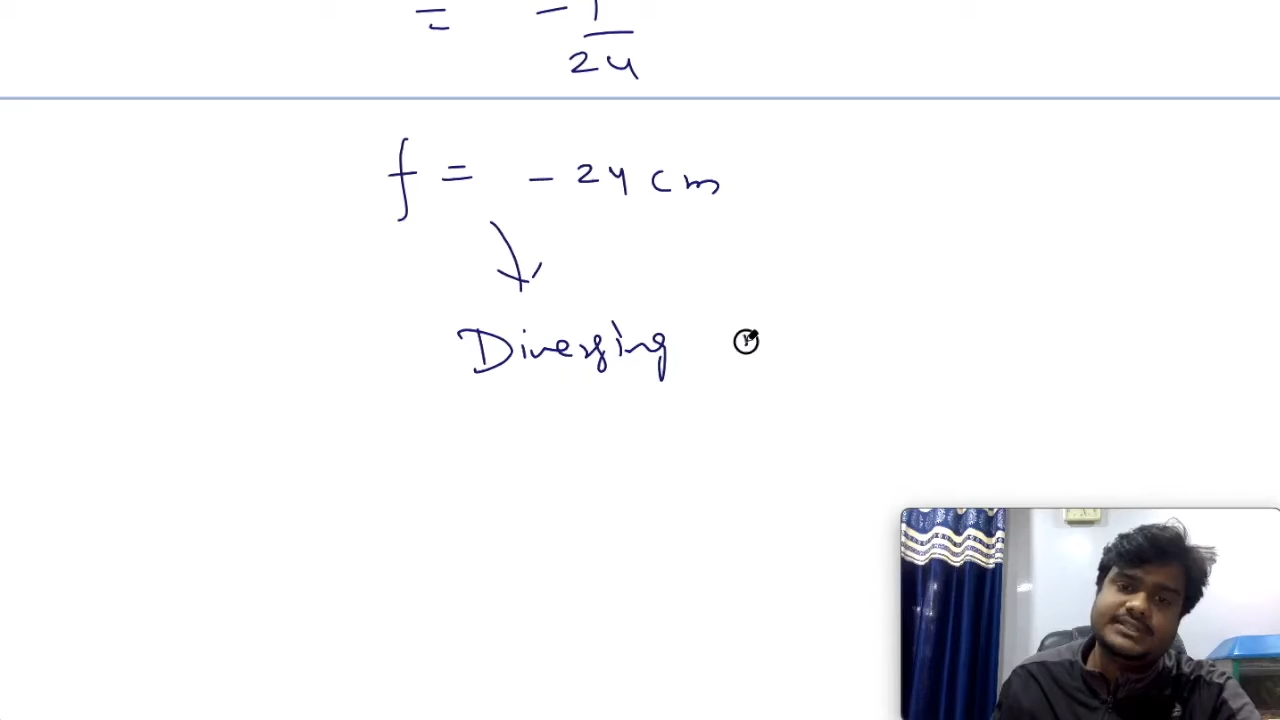 = - 1
24
f = - 24 cm
Diverging